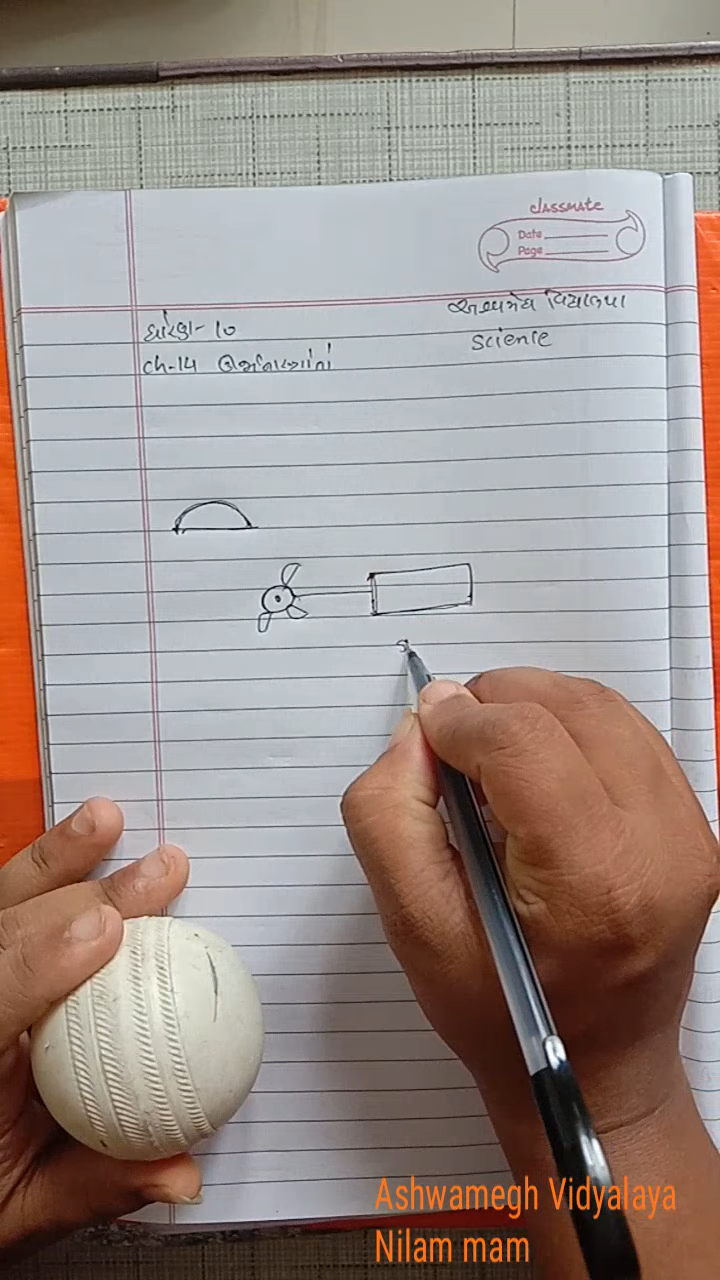 classmate
Date
Page
અશ્વમેઘ વિદ્યાલય
ધોરણ- 10
Science
ch-14 ઊર્જાના સ્ત્રોતો
Ashwamegh Vidyalaya
Nilam mam